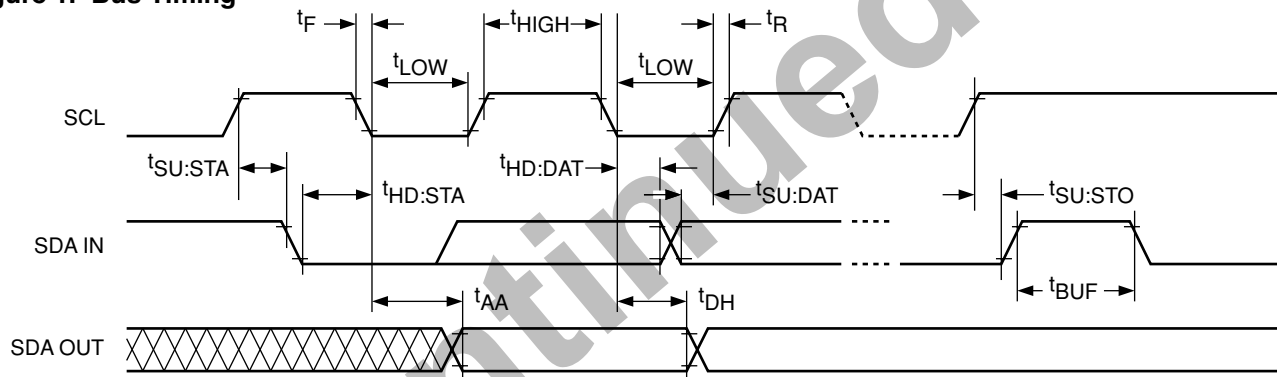 Figure 1. Bus Timing
tF tHIGH tR
tLOW tLOW
SCL
tSU:STA tHD:STA tHD:DAT tSU:DAT tSU:STO
SDA IN
tBUF
tAA tDH
SDA OUT
ntinued